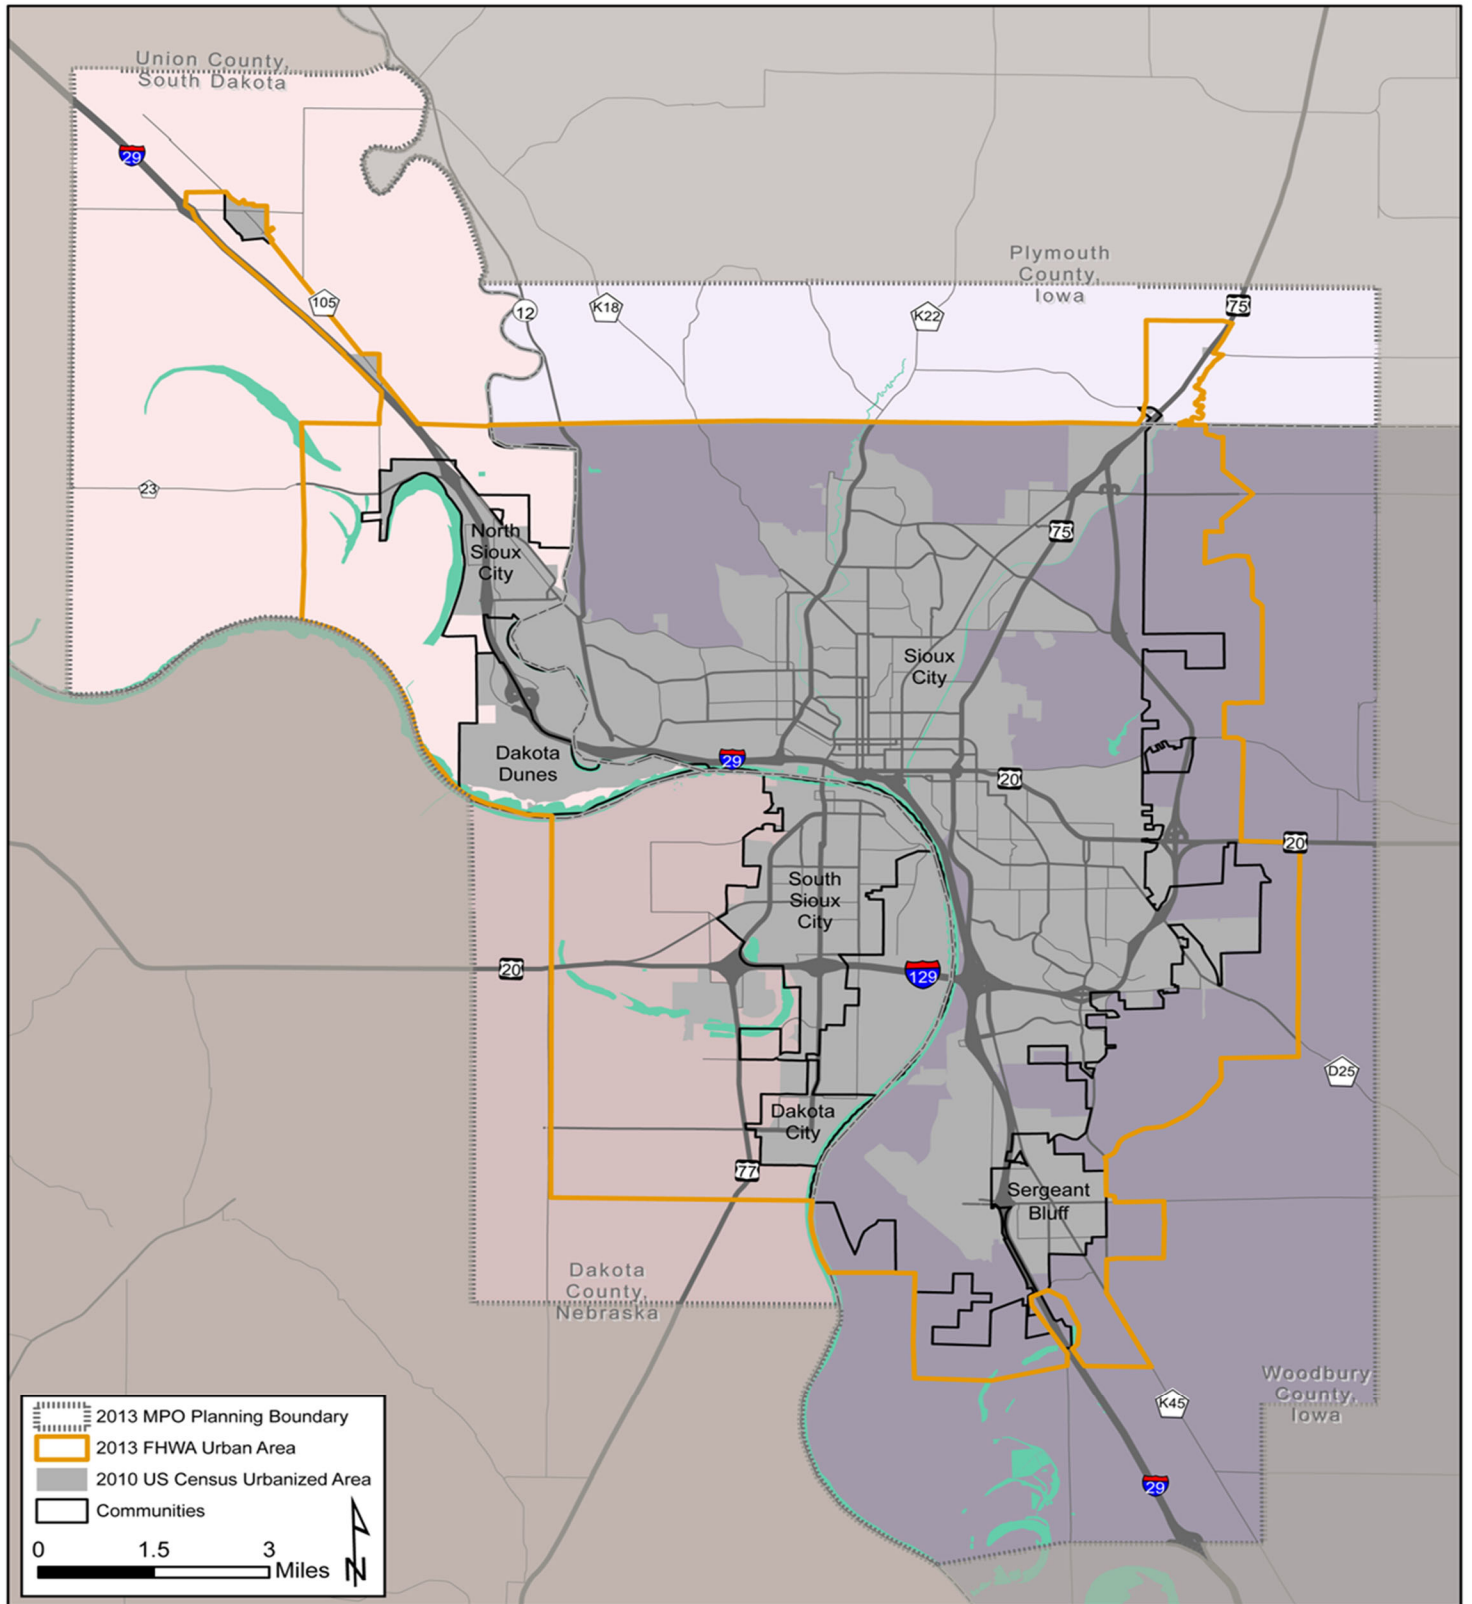 Union County,
South Dakota
29
Plymouth
County,
Iowa
105
12
K18
K22
75
23
North
Sioux
City
75
Sioux
City
Dakota
Dunes
29
20
20
South
Sioux
City
20
129
D25
Dakota
City
77
Sergeant
Bluff
Dakota
County,
Nebraska
Woodbury
County,
Iowa
K45
29
2013 MPO Planning Boundary
2013 FHWA Urban Area
2010 US Census Urbanized Area
Communities
0 1.5 3
Miles
N